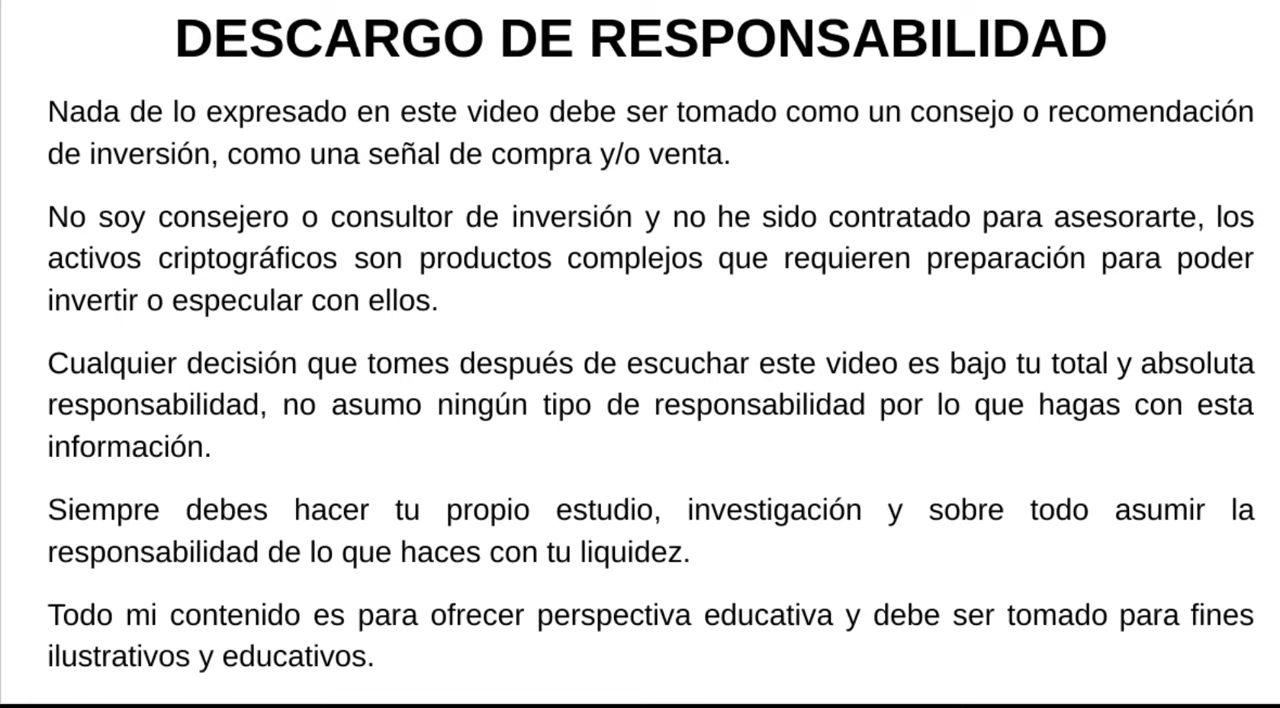 DESCARGO DE RESPONSABILIDAD
Nada de lo expresado en este video debe ser tomado como un consejo o recomendación
de inversión, como una señal de compra y/o venta.
No soy consejero o consultor de inversión y no he sido contratado para asesorarte, los
activos criptográficos son productos complejos que requieren preparación para poder
invertir o especular con ellos.
Cualquier decisión que tomes después de escuchar este video es bajo tu total y absoluta
responsabilidad, no asumo ningún tipo de responsabilidad por lo que hagas con esta
información.
Siempre debes hacer tu propio estudio, investigación y sobre todo asumir la
responsabilidad de lo que haces con tu liquidez.
Todo mi contenido es para ofrecer perspectiva educativa y debe ser tomado para fines
ilustrativos y educativos.